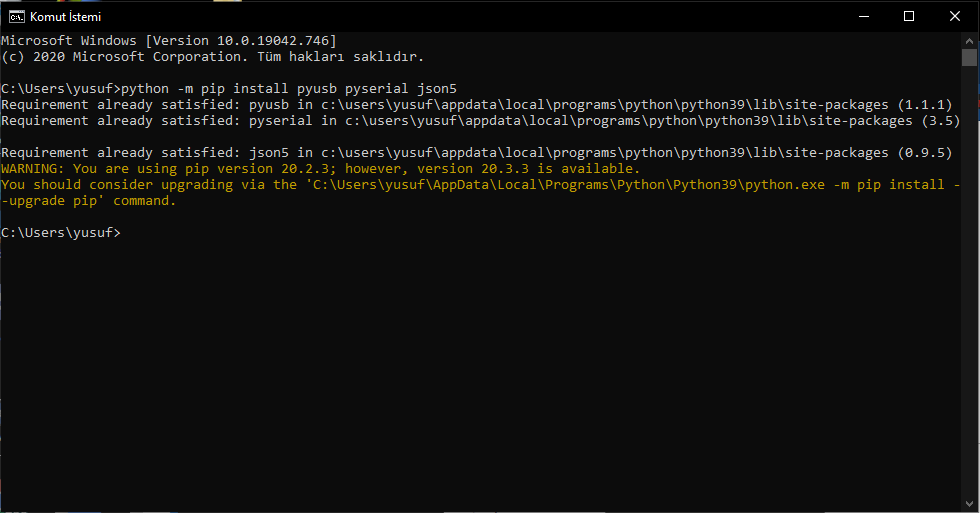 Komut İstemi
Microsoft Windows [Version 10.0.19042.746]
(c) 2020 Microsoft Corporation. Tüm hakları saklıdır.
C:\Users\yusuf>python -m pip install pyusb pyserial json5
Requirement already satisfied: pyusb in c:\users\yusuf\appdata\local\programs\python\python39\lib\site-packages (1.1.1)
Requirement already satisfied: pyserial in c:\users\yusuf\appdata\local\programs\python\python39\lib\site-packages (3.5)
Requirement already satisfied: json5 in c:\users\yusuf\appdata\local\programs\python\python39\lib\site-packages (0.9.5)
WARNING: You are using pip version 20.2.3; however, version 20.3.3 is available.
You should consider upgrading via the 'C:\Users\yusuf\AppData\Local\Programs\Python\Python39\python.exe -m pip install -
-upgrade pip' command.
C:\Users\yusuf>